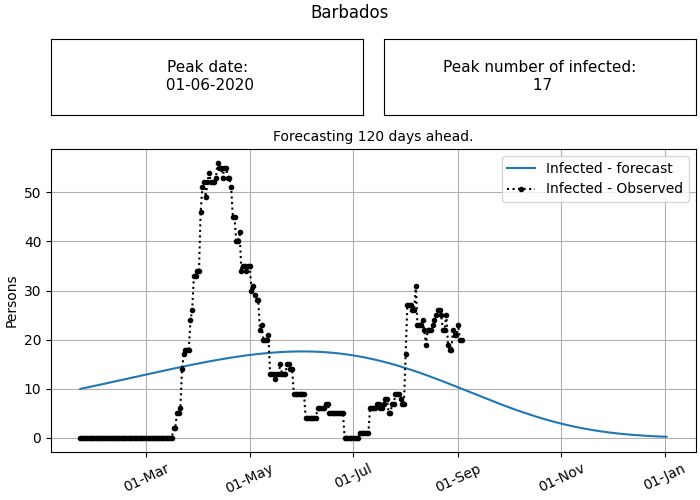 Barbados
Peak date:
01-06-2020
Peak number of infected:
17
Forecasting 120 days ahead.
Infected - forecast
Infected - Observed
Persons
50
40
30
20
10
0
01-Mar
01-May
01-Jul
01-Sep
01-Nov
01-Jan